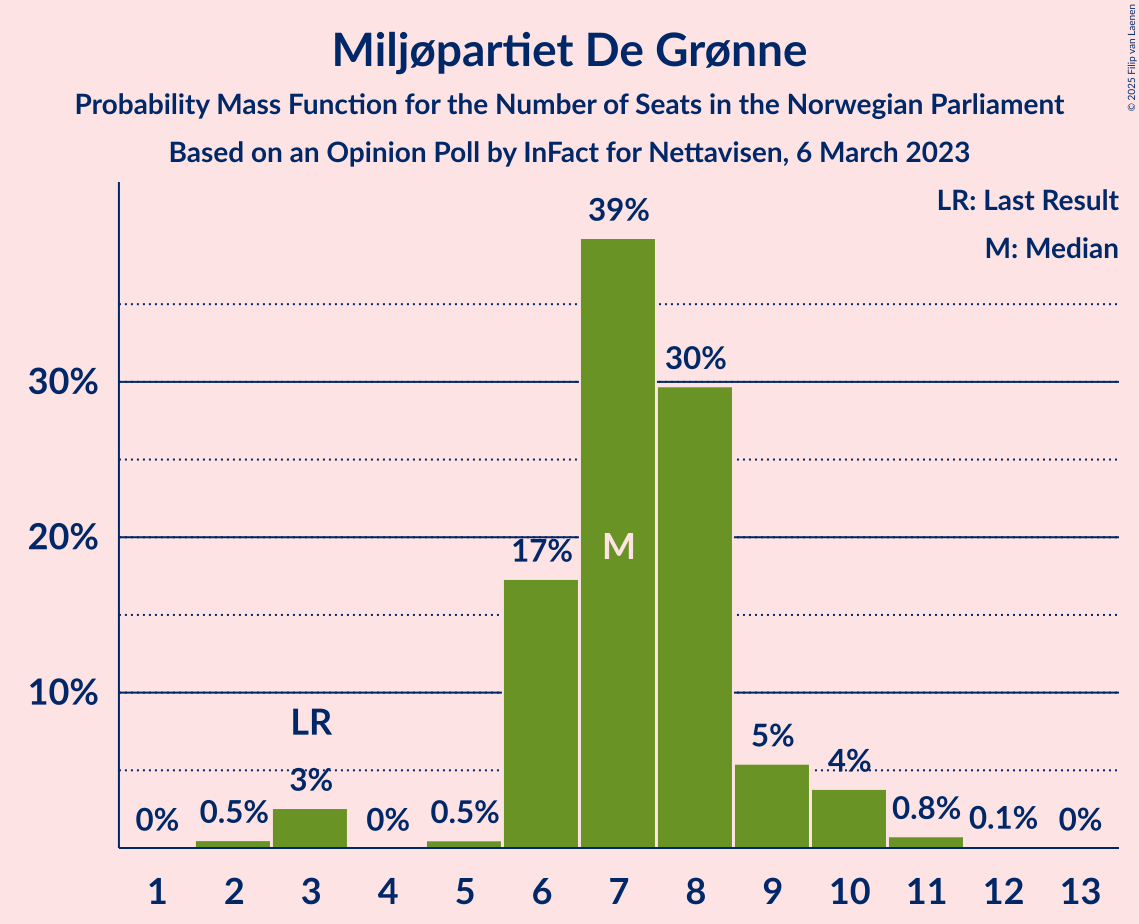 Miljøpartiet De Grønne
Probability Mass Function for the Number of Seats in the Norwegian Parliament
Based on an Opinion Poll by InFact for Nettavisen, 6 March 2023
© 2025 Filip van Laenen
LR: Last Result
M: Median
39%
30%
30%
20%
17%
M
10%
LR
5%
4%
3%
0%
0.5%
0%
0.5%
0.8%
0.1%
0%
1 2 3 4 5 6 7 8 9 10 11 12 13